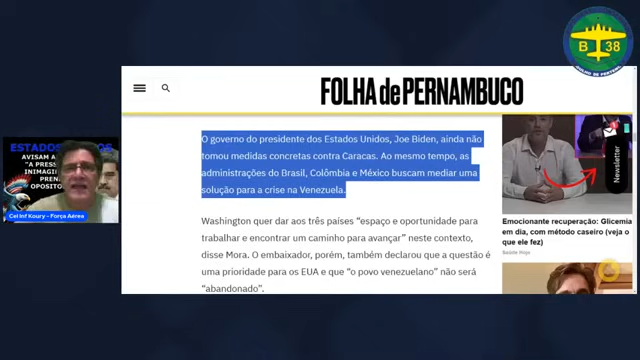 B 38
FOLHA de PERNAMBUCO
O governo do presidente dos Estados Unidos, Joe Biden, ainda não
tomou medidas concretas contra Caracas. Ao mesmo tempo, as
administrações do Brasil, Colômbia e México buscam mediar uma
solução para a crise na Venezuela.
Washington quer dar aos três países “espaço e oportunidade para
trabalhar e encontrar um caminho para avançar” neste contexto,
disse Mora. O embaixador, porém, também declarou que a questão é
uma prioridade para os EUA e que “o povo venezuelano” não será
“abandonado”.
Newsletter
Emocionante recuperação: Glicemia
em dia, com método caseiro (veja o
que ele fez)
Saúde Hoje
AVISAM A
"A PRESS
INIMAGI
OPOSITO
Cel Inf Koury – Força Aérea